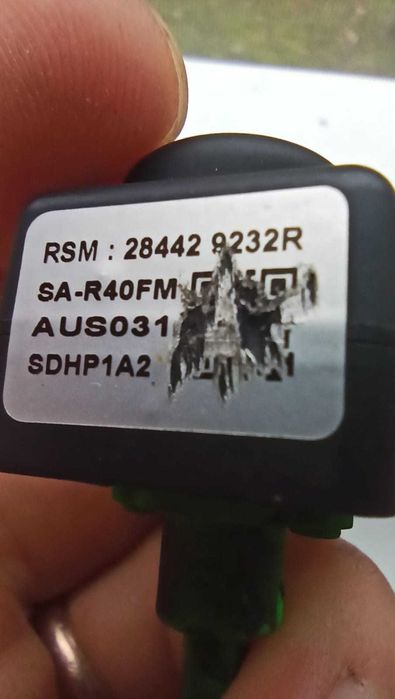 RSM : 28442 9232R
SA-R40FM
AUS031
SDHP1A2